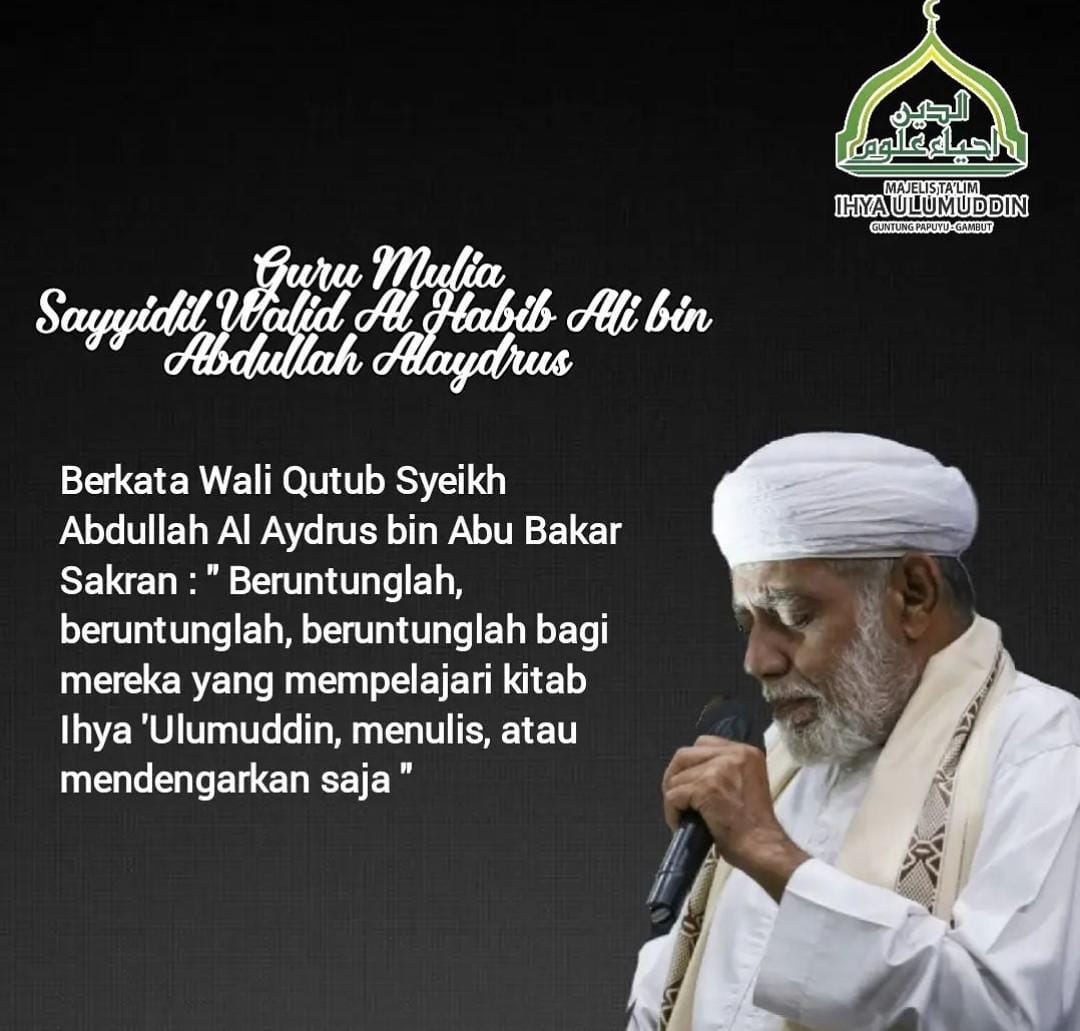 الدين
احياء علوم
MAJELIS TA'LIM
IHYA ULUMUDDIN
GUNTUNG PAPUYU - GAMBUT
Guru Mulia
Sayyidil Walid Al Habib Ali bin
Abdullah Alaydrus
Berkata Wali Qutub Syeikh
Abdullah Al Aydrus bin Abu Bakar
Sakran : " Beruntunglah,
beruntunglah, beruntunglah bagi
mereka yang mempelajari kitab
Ihya 'Ulumuddin, menulis, atau
mendengarkan saja "